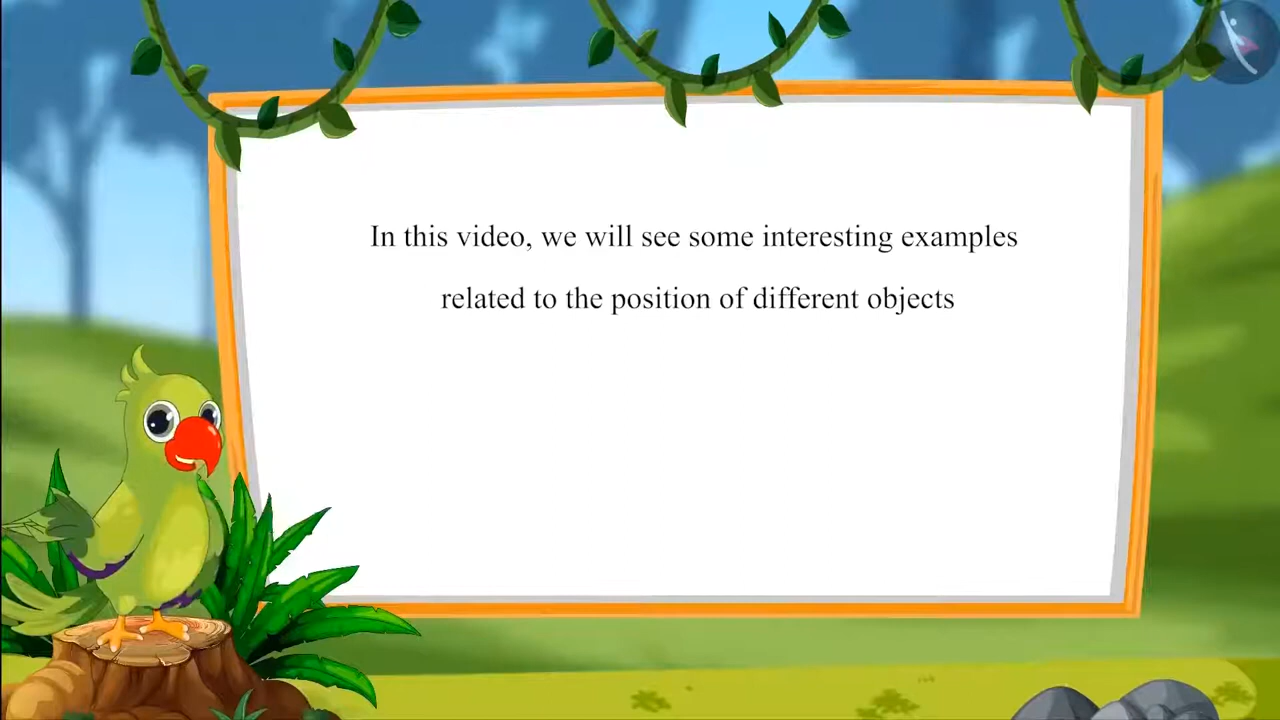 In this video, we will see some interesting examples
related to the position of different objects